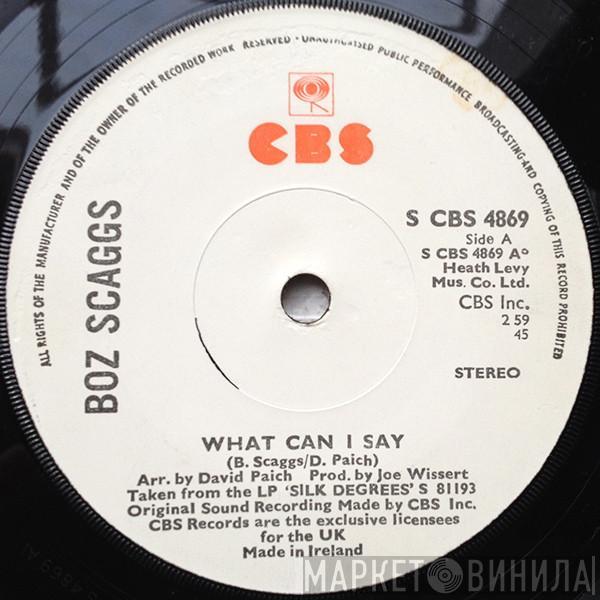 ALL RIGHTS OF THE MANUFACTURER AND OF THE OWNER OF THE RECORDED WORK RESERVED · UNAUTHORISED PUBLIC PERFORMANCE BROADCASTING AND COPYING OF THIS RECORD PROHIBITED
CBS
BOZ SCAGGS
S CBS 4869
Side A
S CBS 4869 A°
Heath Levy
Mus. Co. Ltd.
CBS Inc.
2 59
45
STEREO
WHAT CAN I SAY
(B. Scaggs/D. Paich)
Arr. by David Paich Prod. by Joe Wissert
Taken from the LP 'SILK DEGREES' S 81193
Original Sound Recording Made by CBS Inc.
CBS Records are the exclusive licensees
for the UK
Made in Ireland
МАРКЕТ ВИНИЛА